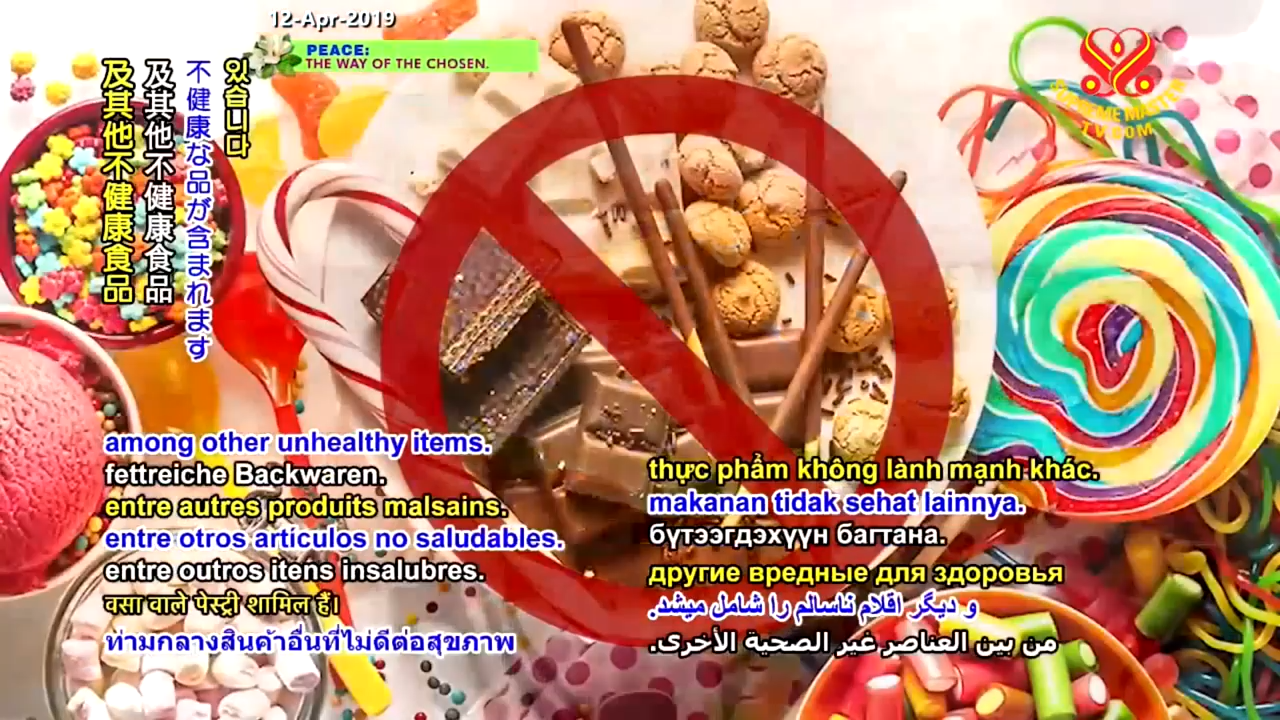 12-Apr-2019
PEACE:
THE WAY OF THE CHOSEN.
SUPREME MASTER
TV.COM
있습니다
不健康な品が含まれます
及其他不健康食品
及其他不健康食品
among other unhealthy items.
fettreiche Backwaren.
entre autres produits malsains.
entre otros artículos no saludables.
entre outros itens insalubres.
वसा वाले पेस्ट्री शामिल हैं।
ท่ามกลางสินค้าอื่นที่ไม่ดีต่อสุขภาพ
thực phẩm không lành mạnh khác.
makanan tidak sehat lainnya.
бүтээгдэхүүн багтана.
другие вредные для здоровья
و دیگر اقلام ناسالم را شامل میشد.
من بين العناصر غير الصحية الأخرى.